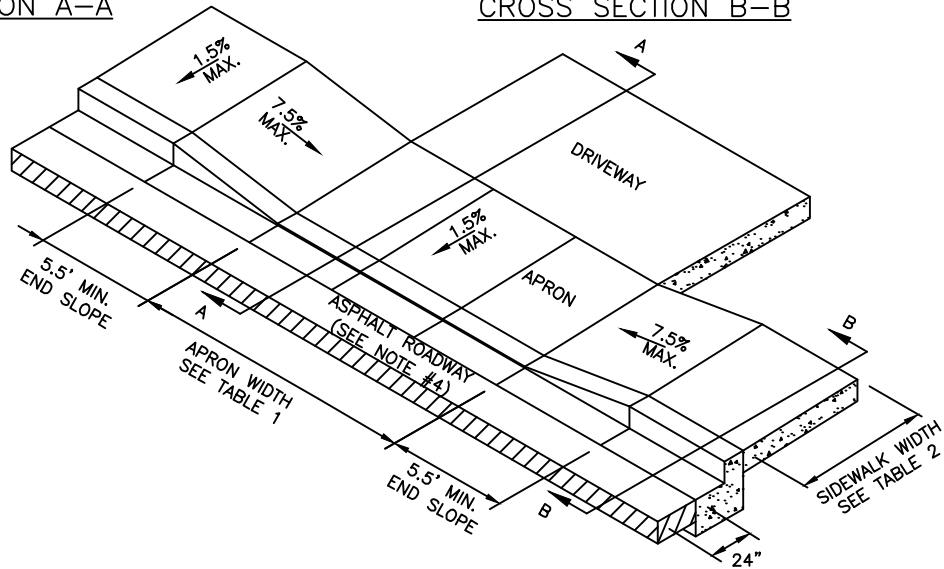 ON A–A
CROSS SECTION B–B
A
1.5%
MAX.
7.5%
MAX.
DRIVEWAY
1.5%
MAX.
APRON
7.5%
MAX.
B
5.5' MIN.
END SLOPE
A
ASPHALT ROADWAY
(SEE NOTE #4)
APRON WIDTH
SEE TABLE 1
5.5' MIN.
END SLOPE
B
SIDEWALK WIDTH
SEE TABLE 2
24"